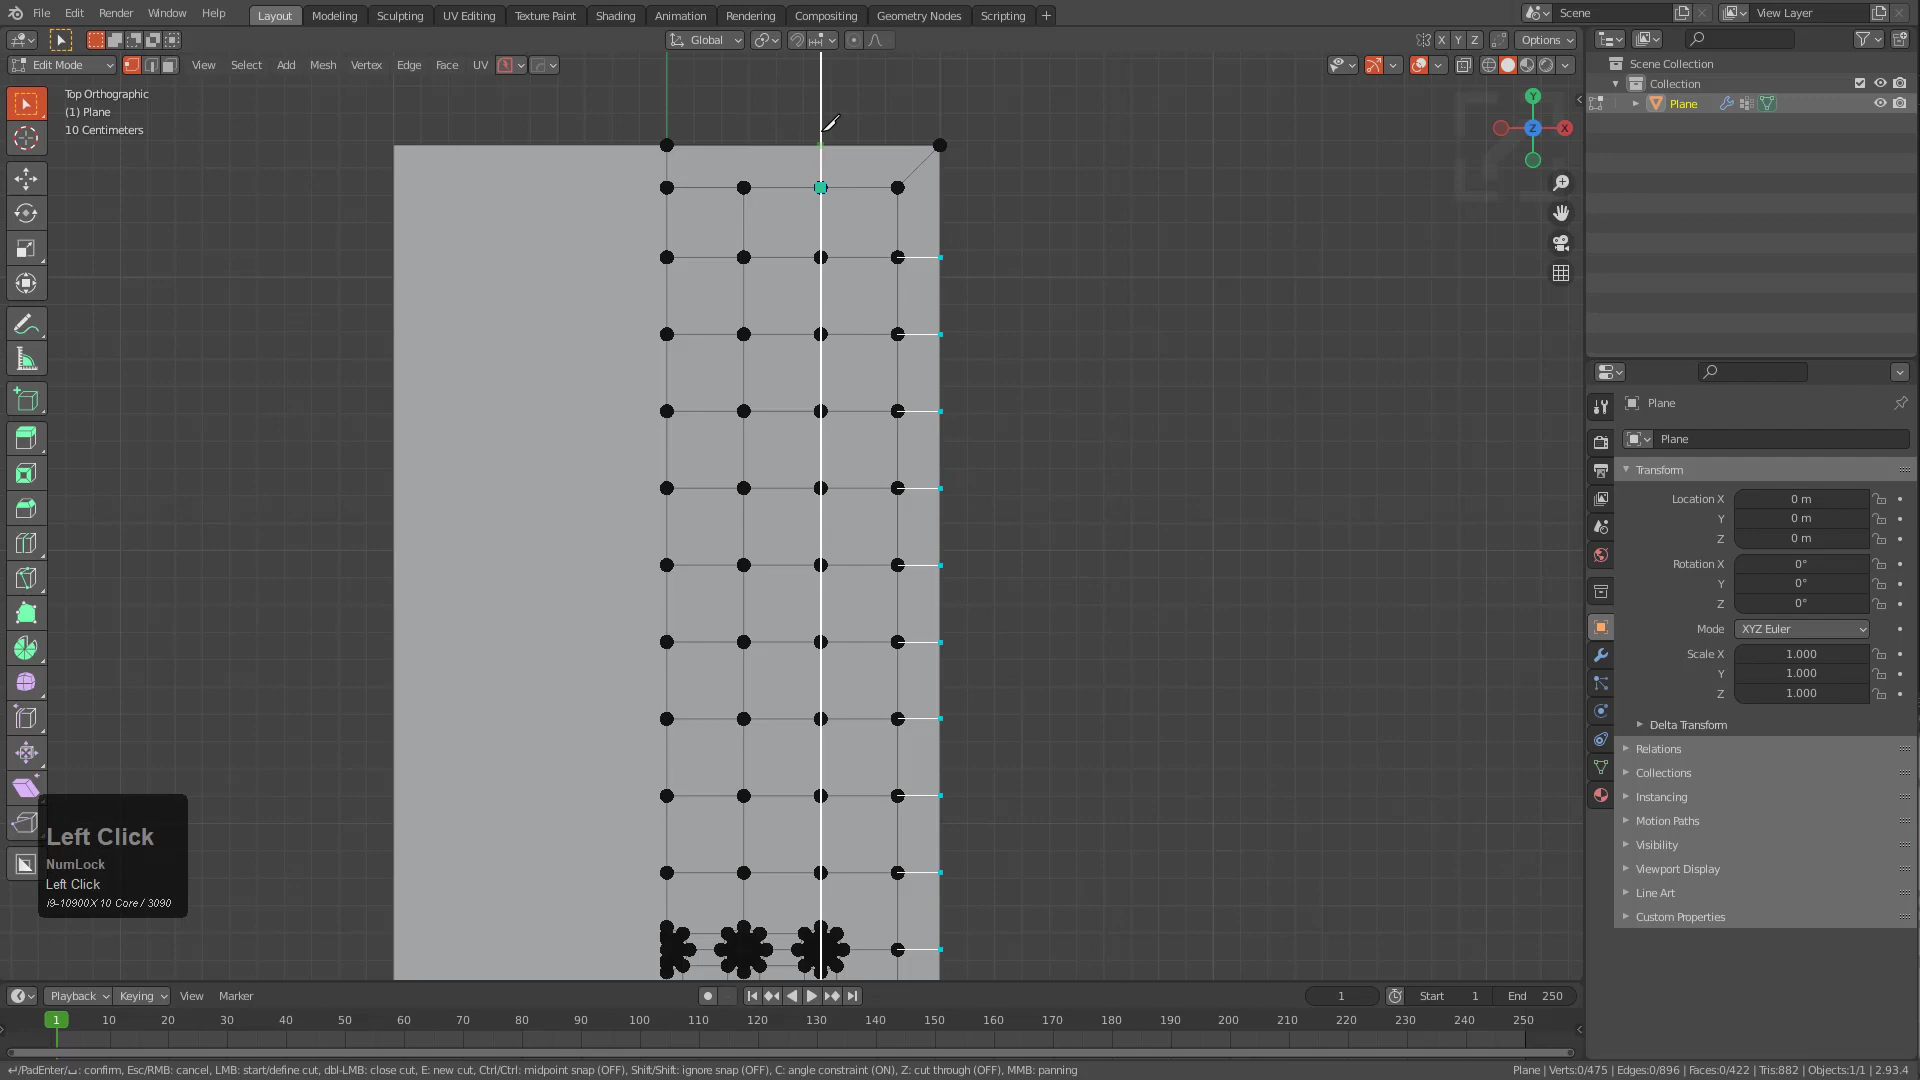 File Edit Render Window Help Layout Modeling Sculpting UV Editing Texture Paint Shading Animation Rendering Compositing Geometry Nodes Scripting + Scene View Layer
Global X Y Z Options
Edit Mode View Select Add Mesh Vertex Edge Face UV
Top Orthographic
(1) Plane
10 Centimeters
Y
Z
X
Scene Collection
Collection
Plane
Plane
Plane
Transform
Location X 0 m
Y 0 m
Z 0 m
Rotation X 0°
Y 0°
Z 0°
Mode XYZ Euler
Scale X 1.000
Y 1.000
Z 1.000
Delta Transform
Relations
Collections
Instancing
Motion Paths
Visibility
Viewport Display
Line Art
Custom Properties
Left Click
NumLock
Left Click
i9-10900X 10 Core / 3090
Playback Keying View Marker 1 Start 1 End 250
1 10 20 30 40 50 60 70 80 90 100 110 120 130 140 150 160 170 180 190 200 210 220 230 240 250
/PadEnter/ : confirm, Esc/RMB: cancel, LMB: start/define cut, dbl-LMB: close cut, E: new cut, Ctrl/Ctrl: midpoint snap (OFF), Shift/Shift: ignore snap (OFF), C: angle constraint (ON), Z: cut through (OFF), MMB: panning
Plane | Verts:0/475 | Edges:0/896 | Faces:0/422 | Tris:882 | Objects:1/1 | 2.93.4